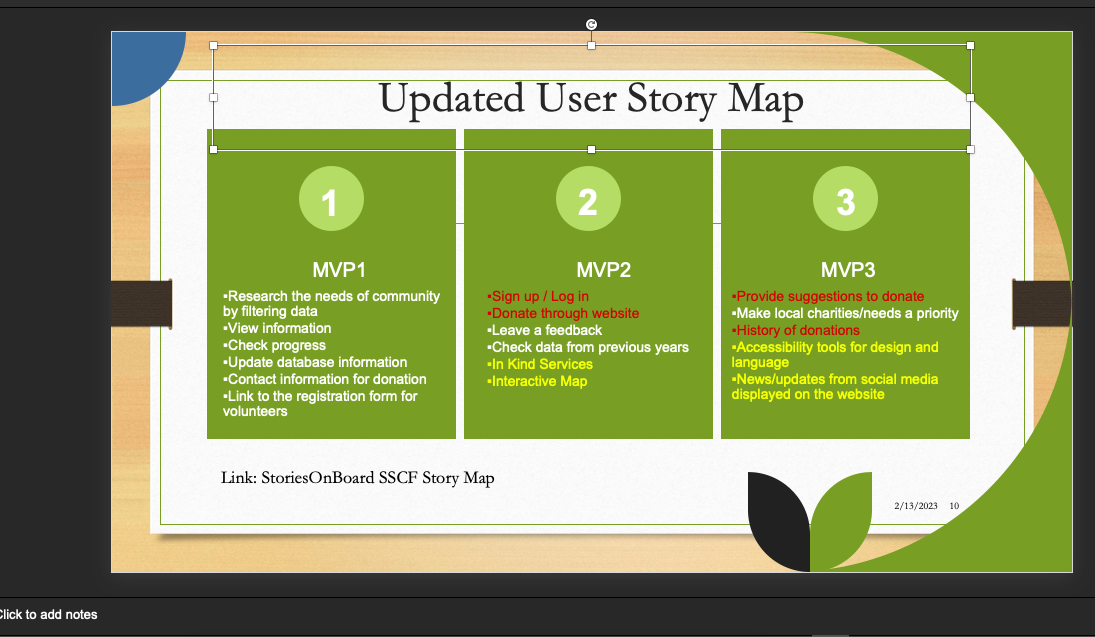 Updated User Story Map
1
MVP1
▪Research the needs of community
by filtering data
▪View information
▪Check progress
▪Update database information
▪Contact information for donation
▪Link to the registration form for
volunteers
2
MVP2
▪Sign up / Log in
▪Donate through website
▪Leave a feedback
▪Check data from previous years
▪In Kind Services
▪Interactive Map
3
MVP3
▪Provide suggestions to donate
▪Make local charities/needs a priority
▪History of donations
▪Accessibility tools for design and
language
▪News/updates from social media
displayed on the website
Link: StoriesOnBoard SSCF Story Map
2/13/2023 10
Click to add notes